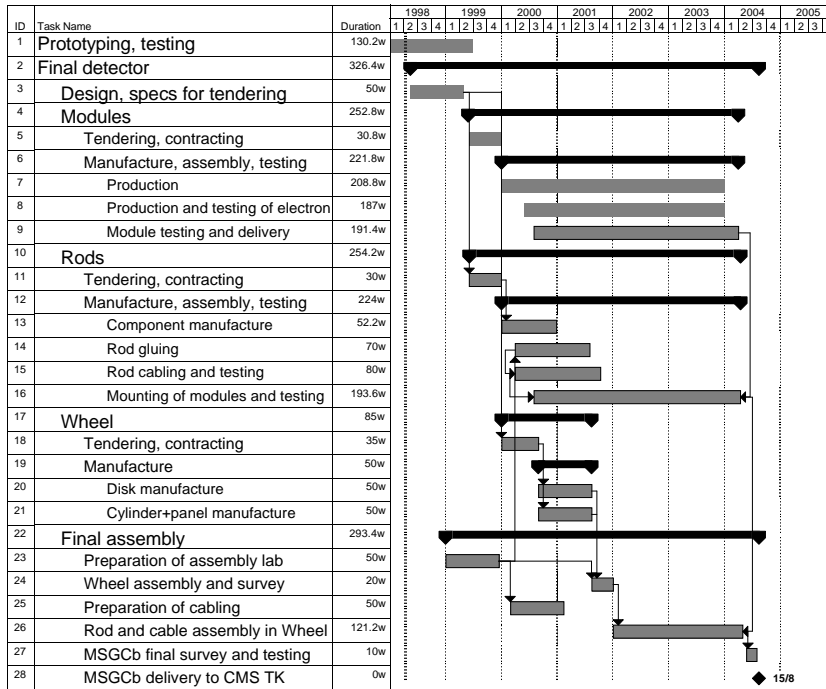 1998 1999 2000 2001 2002 2003 2004 2005
ID Task Name Duration 1 2 3 4 1 2 3 4 1 2 3 4 1 2 3 4 1 2 3 4 1 2 3 4 1 2 3 4 1 2 3
1 Prototyping, testing 130.2w
2 Final detector 326.4w
3 Design, specs for tendering 50w
4 Modules 252.8w
5 Tendering, contracting 30.8w
6 Manufacture, assembly, testing 221.8w
7 Production 208.8w
8 Production and testing of electron 187w
9 Module testing and delivery 191.4w
10 Rods 254.2w
11 Tendering, contracting 30w
12 Manufacture, assembly, testing 224w
13 Component manufacture 52.2w
14 Rod gluing 70w
15 Rod cabling and testing 80w
16 Mounting of modules and testing 193.6w
17 Wheel 85w
18 Tendering, contracting 35w
19 Manufacture 50w
20 Disk manufacture 50w
21 Cylinder+panel manufacture 50w
22 Final assembly 293.4w
23 Preparation of assembly lab 50w
24 Wheel assembly and survey 20w
25 Preparation of cabling 50w
26 Rod and cable assembly in Wheel 121.2w
27 MSGCb final survey and testing 10w
28 MSGCb delivery to CMS TK 0w 15/8